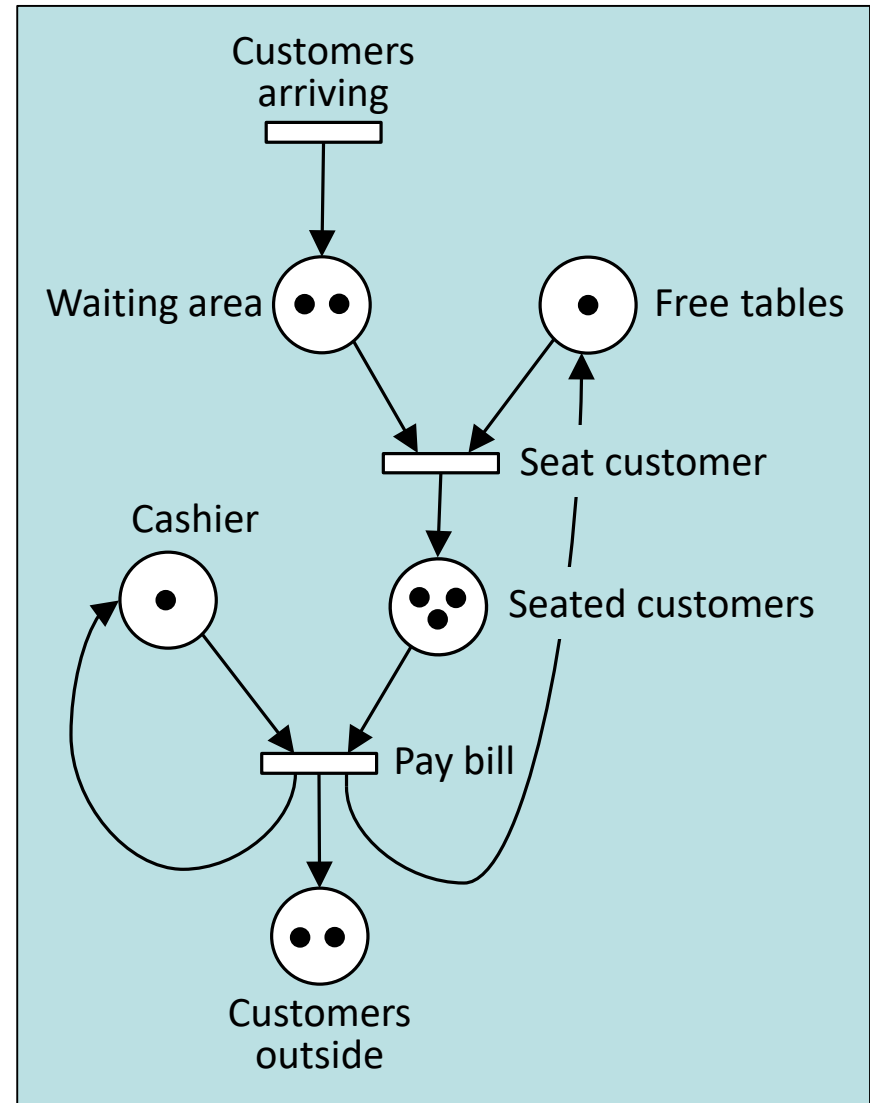 Customers
arriving
Waiting area
Free tables
Seat customer
Cashier
Seated customers
Pay bill
Customers
outside